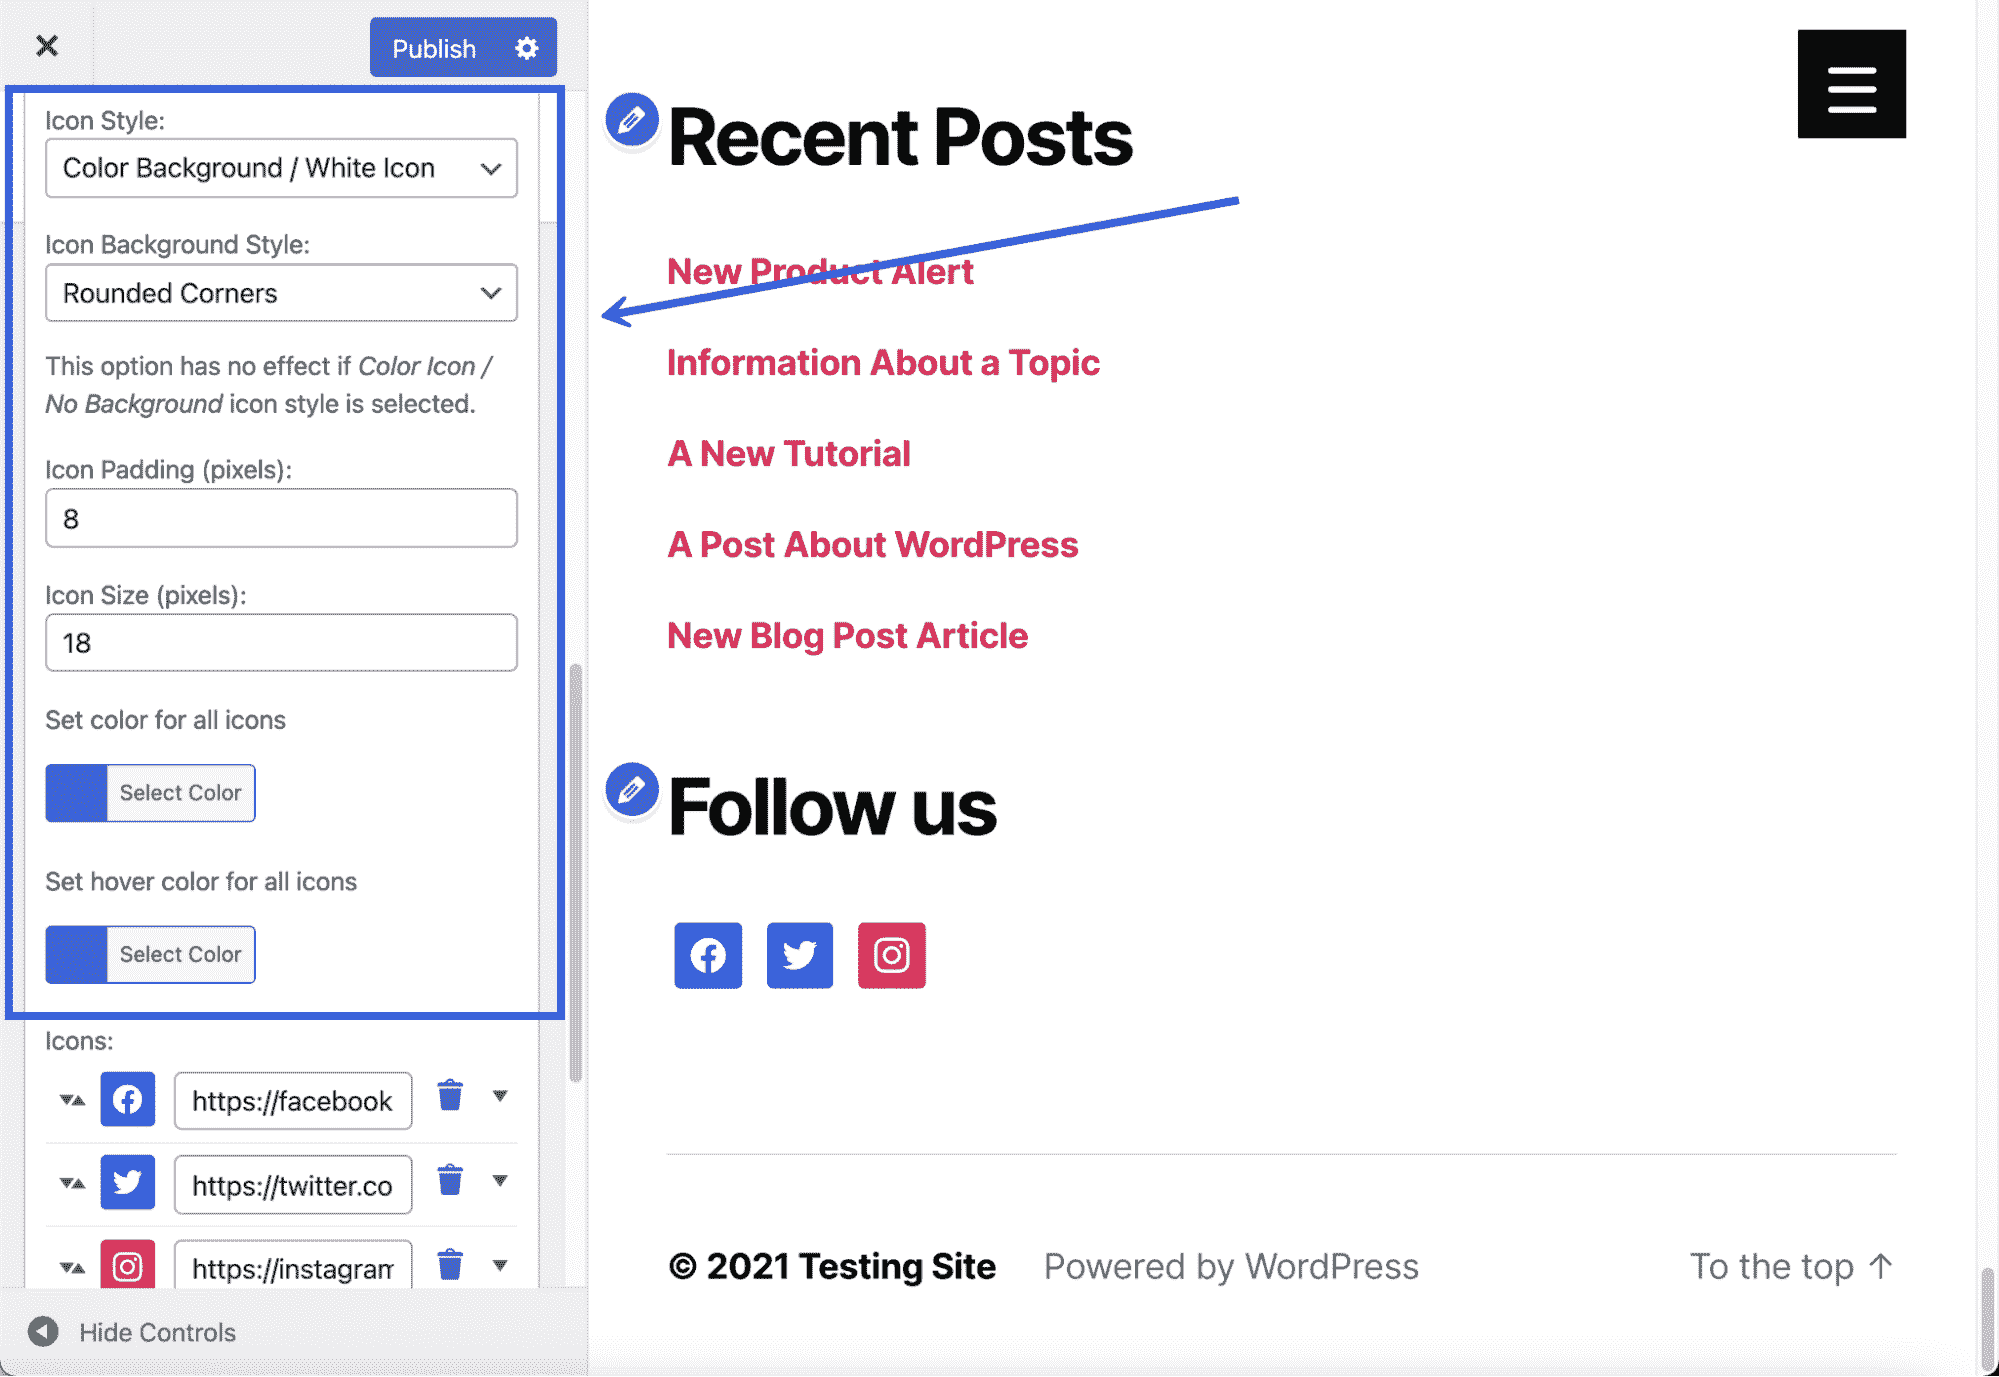 Publish
Icon Style:
Color Background / White Icon
Icon Background Style:
Rounded Corners
This option has no effect if Color Icon /
No Background icon style is selected.
Icon Padding (pixels):
8
Icon Size (pixels):
18
Set color for all icons
Select Color
Set hover color for all icons
Select Color
Icons:
https://facebook
https://twitter.co
https://instagram
Hide Controls
Recent Posts
New Product Alert
Information About a Topic
A New Tutorial
A Post About WordPress
New Blog Post Article
Follow us
© 2021 Testing Site Powered by WordPress To the top ↑